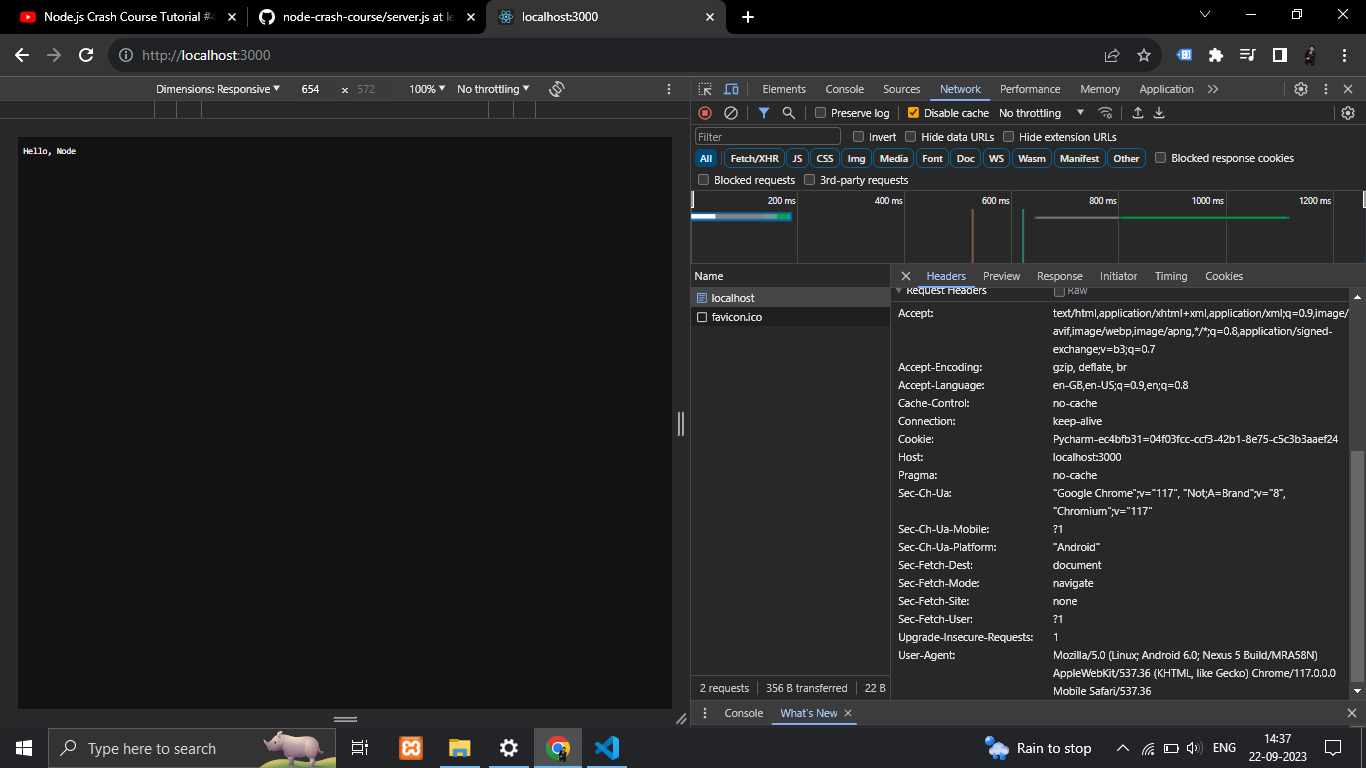 Node.js Crash Course Tutorial #4
node-crash-course/server.js at le
localhost:3000
http://localhost:3000
Dimensions: Responsive
654
×
572
100%
No throttling
Elements
Console
Sources
Network
Performance
Memory
Application
Preserve log
Disable cache
No throttling
Filter
Invert
Hide data URLs
Hide extension URLs
All
Fetch/XHR
JS
CSS
Img
Media
Font
Doc
WS
Wasm
Manifest
Other
Blocked response cookies
Blocked requests
3rd-party requests
200 ms
400 ms
600 ms
800 ms
1000 ms
1200 ms
Hello, Node
Name
localhost
favicon.ico
Headers
Preview
Response
Initiator
Timing
Cookies
Request Headers
Raw
Accept:
text/html,application/xhtml+xml,application/xml;q=0.9,image/
avif,image/webp,image/apng,*/*;q=0.8,application/signed-
exchange;v=b3;q=0.7
Accept-Encoding:
gzip, deflate, br
Accept-Language:
en-GB,en-US;q=0.9,en;q=0.8
Cache-Control:
no-cache
Connection:
keep-alive
Cookie:
Pycharm-ec4bfb31=04f03fcc-ccf3-42b1-8e75-c5c3b3aaef24
Host:
localhost:3000
Pragma:
no-cache
Sec-Ch-Ua:
"Google Chrome";v="117", "Not;A=Brand";v="8",
"Chromium";v="117"
Sec-Ch-Ua-Mobile:
?1
Sec-Ch-Ua-Platform:
"Android"
Sec-Fetch-Dest:
document
Sec-Fetch-Mode:
navigate
Sec-Fetch-Site:
none
Sec-Fetch-User:
?1
Upgrade-Insecure-Requests:
1
User-Agent:
Mozilla/5.0 (Linux; Android 6.0; Nexus 5 Build/MRA58N)
AppleWebKit/537.36 (KHTML, like Gecko) Chrome/117.0.0.0
Mobile Safari/537.36
2 requests
356 B transferred
22 B
Console
What's New
Type here to search
Rain to stop
ENG
14:37
22-09-2023